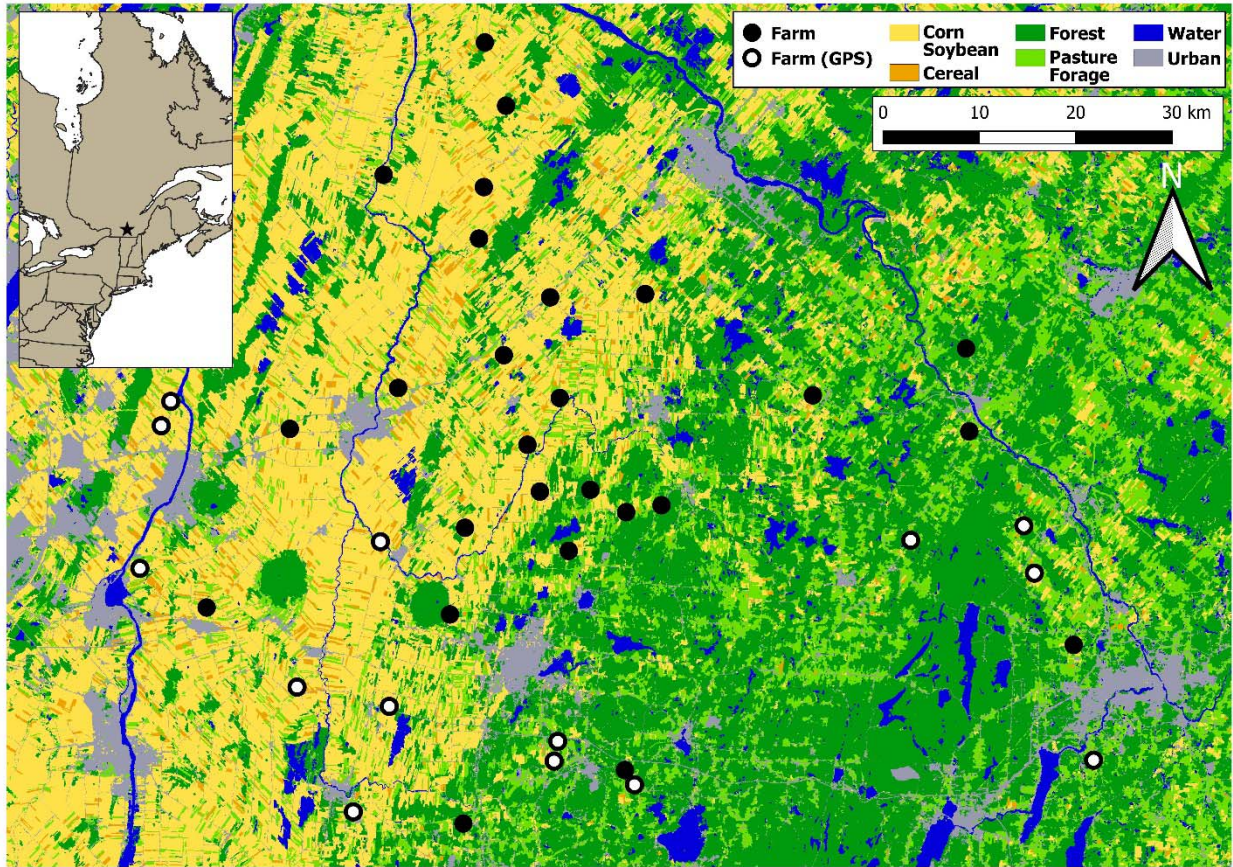 Farm
Farm (GPS)
Corn
Soybean
Cereal
Forest
Pasture
Forage
Water
Urban
0 10 20 30 km
N